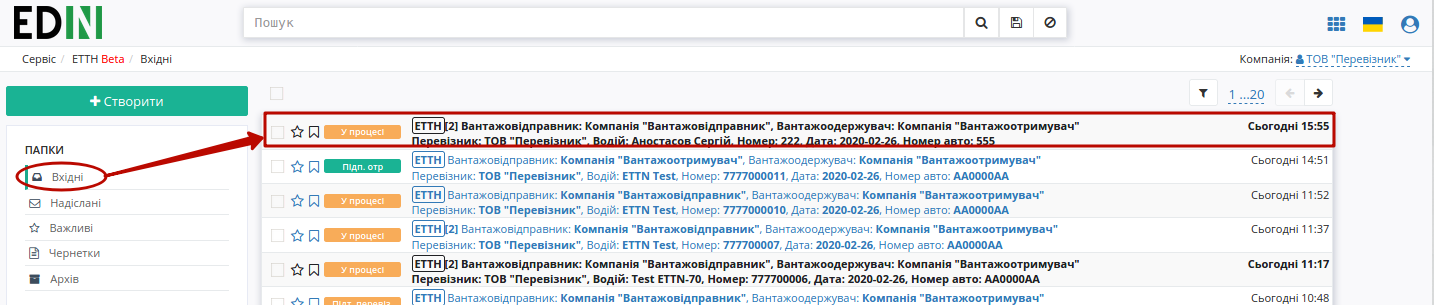 EDIN
Пошук
Сервіс / ЕТТН Beta / Вхідні
Компанія: ТОВ "Перевізник"
Створити
1 ...20
ПАПКИ
Вхідні
Надіслані
Важливі
Чернетки
Архів
У процесі ЕТТН [2] Вантажовідправник: Компанія "Вантажовідправник", Вантажоодержувач: Компанія "Вантажоотримувач" Сьогодні 15:55
Перевізник: ТОВ "Перевізник", Водій: Аностасов Сергій, Номер: 222, Дата: 2020-02-26, Номер авто: 555
Підп. отр ЕТТН Вантажовідправник: Компанія "Вантажоотримувач", Вантажоодержувач: Компанія "Вантажоотримувач" Сьогодні 14:51
Перевізник: ТОВ "Перевізник", Водій: ETTN Test, Номер: 7777000011, Дата: 2020-02-26, Номер авто: AA0000AA
У процесі ЕТТН Вантажовідправник: Компанія "Вантажовідправник", Вантажоодержувач: Компанія "Вантажоотримувач" Сьогодні 11:52
Перевізник: ТОВ "Перевізник", Водій: ETTN Test, Номер: 7777000010, Дата: 2020-02-26, Номер авто: AA0000AA
У процесі ЕТТН [2] Вантажовідправник: Компанія "Вантажовідправник", Вантажоодержувач: Компанія "Вантажоотримувач" Сьогодні 11:37
Перевізник: ТОВ "Перевізник", Водій: ETTN Test, Номер: 777700007, Дата: 2020-02-26, Номер авто: AA0000AA
У процесі ЕТТН [2] Вантажовідправник: Компанія "Вантажовідправник", Вантажоодержувач: Компанія "Вантажоотримувач" Сьогодні 11:17
Перевізник: ТОВ "Перевізник", Водій: Test ETTN-70, Номер: 777700006, Дата: 2020-02-26, Номер авто: AA0000AA
Підп. перевіз ЕТТН Вантажовідправник: Компанія "Вантажовідправник", Вантажоодержувач: Компанія "Вантажоотримувач" Сьогодні 10:48